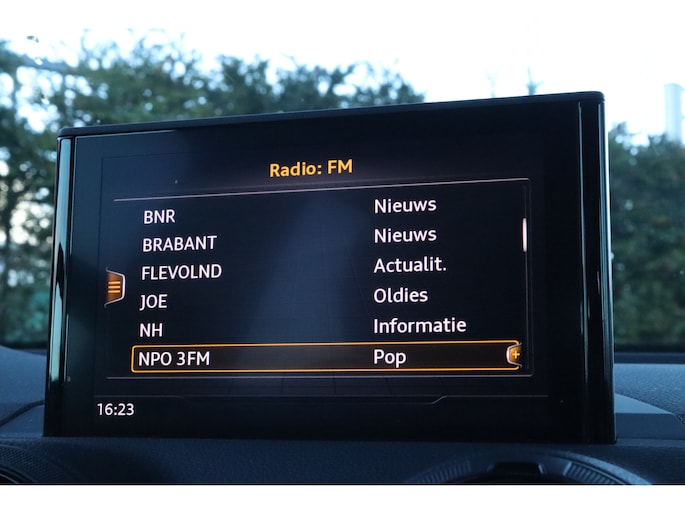 Radio: FM
BNR Nieuws
BRABANT Nieuws
FLEVOLND Actualit.
JOE Oldies
NH Informatie
NPO 3FM Pop
16:23